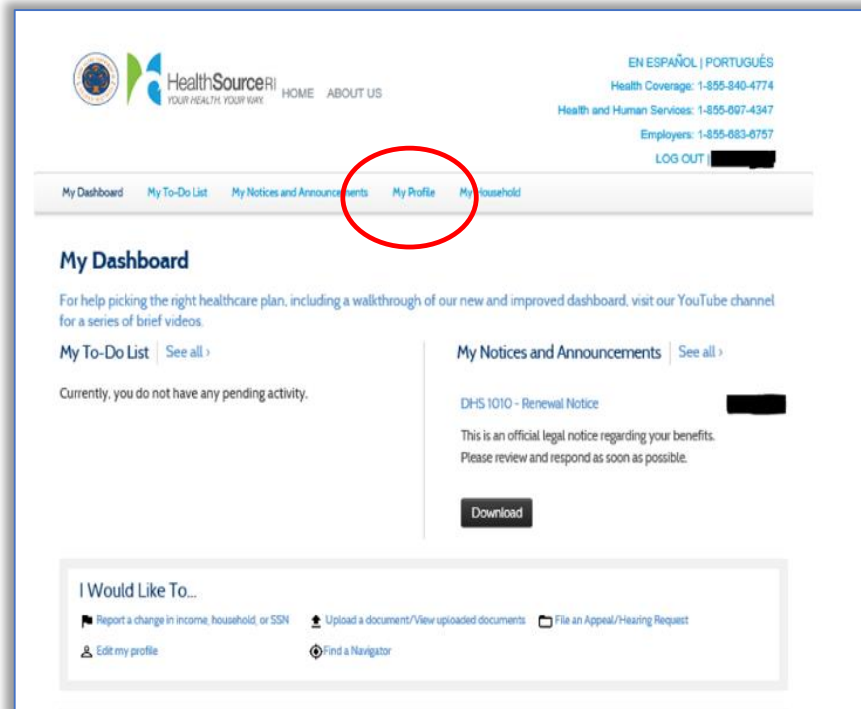 EN ESPAÑOL | PORTUGUÉS
HealthSource RI
YOUR HEALTH. YOUR WAY.
HOME ABOUT US
Health Coverage: 1-855-840-4774
Health and Human Services: 1-855-697-4347
Employers: 1-855-683-6757
LOG OUT |
My Dashboard My To-Do List My Notices and Announcements My Profile My Household
My Dashboard
For help picking the right healthcare plan, including a walkthrough of our new and improved dashboard, visit our YouTube channel
for a series of brief videos.
My To-Do List See all ›
Currently, you do not have any pending activity.
My Notices and Announcements See all ›
DHS 1010 - Renewal Notice
This is an official legal notice regarding your benefits.
Please review and respond as soon as possible.
Download
I Would Like To...
Report a change in income, household, or SSN Upload a document/View uploaded documents File an Appeal/Hearing Request
Edit my profile Find a Navigator